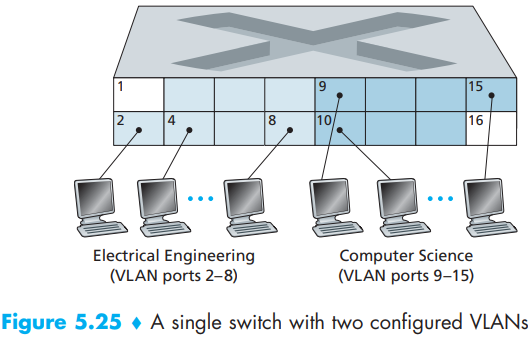 1 9 15
2 4 8 10 16
Electrical Engineering
(VLAN ports 2–8)
Computer Science
(VLAN ports 9–15)
Figure 5.25 ♦ A single switch with two configured VLANs